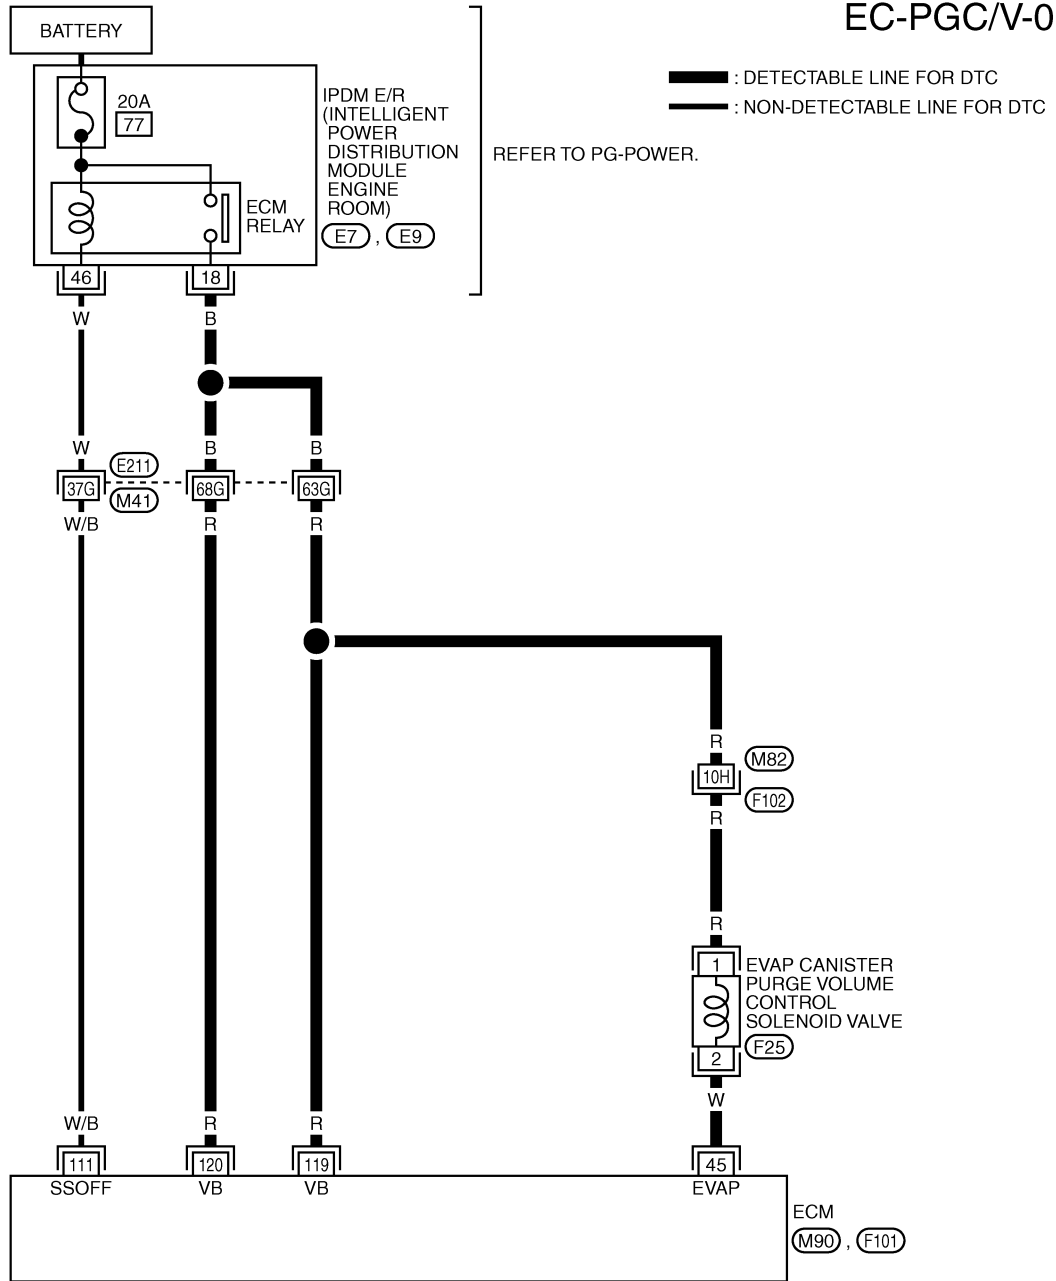 EC-PGC/V-0
BATTERY
: DETECTABLE LINE FOR DTC
: NON-DETECTABLE LINE FOR DTC
20A
77
IPDM E/R
(INTELLIGENT
POWER
DISTRIBUTION
MODULE
ENGINE
ROOM)
E7 , E9
REFER TO PG-POWER.
ECM
RELAY
46 18
W B
W B B
E211
37G 68G 63G
M41
W/B R R
R
M82
10H
F102
R
R
1
EVAP CANISTER
PURGE VOLUME
CONTROL
SOLENOID VALVE
F25
2
W
W/B R R
111 120 119 45
SSOFF VB VB EVAP
ECM
M90 , F101